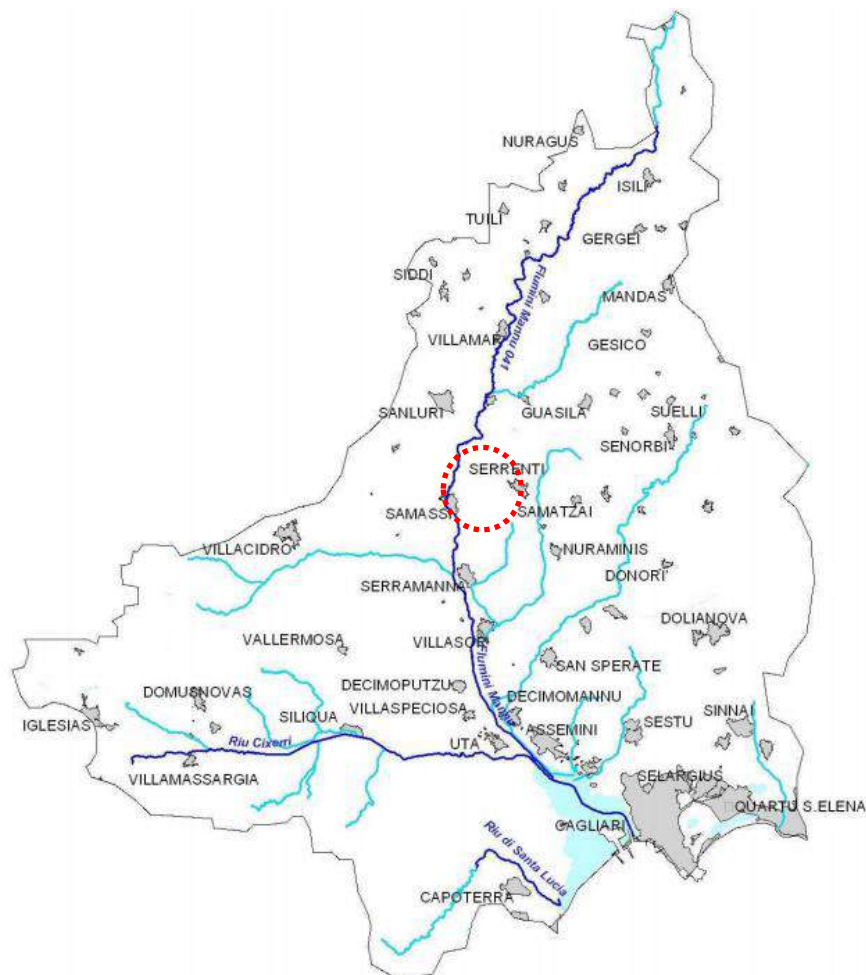 NURAGUS
ISILI
TUILI
GERGEI
SIDDI
Flumini Mannu 041
MANDAS
VILLAMAR
GESICO
SANLURI
GUASILA
SUELLI
SENORBI
SERRENTI
SAMASSI
SAMATZAI
VILLACIDRO
NURAMINIS
SERRAMANNA
DONORI
DOLIANOVA
VALLERMOSA
VILLASOR
Flumini Mannu
SAN SPERATE
DECIMOPUTZU
DOMUSNOVAS
DECIMOMANNU
VILLASPECIOSA
IGLESIAS
SILIQUA
SESTU
SINNAI
ASSEMINI
Riu Cixerri
UTA
VILLAMASSARGIA
SELARGIUS
QUARTU S.ELENA
CAGLIARI
Riu di Santa Lucia
CAPOTERRA